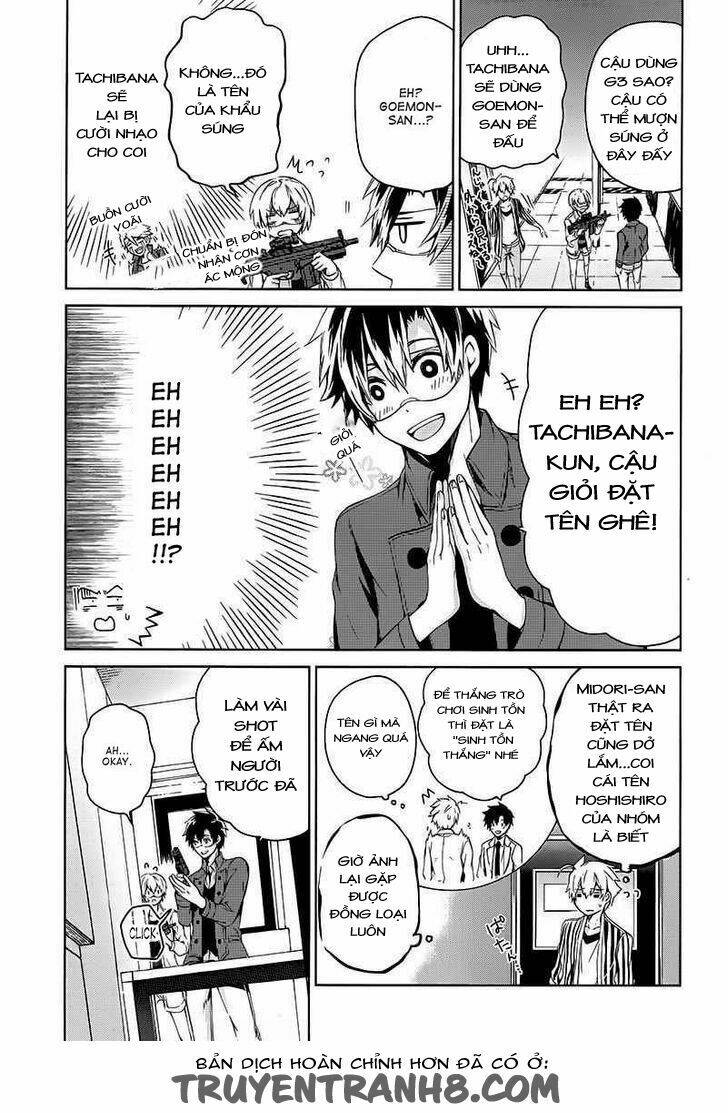 CẬU DÙNG
G3 SAO?
CẬU CÓ
THỂ MƯỢN
SÚNG Ở
ĐÂY ĐẤY
UHH...
TACHIBANA
SẼ DÙNG
GOEMON-
SAN ĐỂ
ĐẤU
EH?
GOEMON-
SAN...?
KHÔNG...ĐÓ
LÀ TÊN
CỦA KHẨU
SÚNG
TACHIBANA
SẼ
LẠI BỊ
CƯỜI NHẠO
CHO COI
BUỒN CƯỜI
VOÃI
CHUẨN BỊ ĐÓN
NHẬN CƠN
ÁC MỘNG
EH EH?
TACHIBANA-
KUN, CẬU
GIỎI ĐẶT
TÊN GHÊ!
GIỎI
QUÁ
EH
EH
EH
EH
EH
EH
!!?
MIDORI-SAN
THẬT RA
ĐẶT TÊN
CŨNG DỞ
LẮM...COI
CÁI TÊN
HOSHISHIRO
CỦA NHÓM
LÀ BIẾT
ĐỂ THẮNG TRÒ
CHƠI SINH TỒN
THÌ ĐẶT LÀ
"SINH TỒN
THẮNG" NHÉ
TÊN GÌ MÀ
NGANG QUÁ
VẬY
GIỜ ẢNH
LẠI GẶP
ĐƯỢC
ĐỒNG LOẠI
LUÔN
ぱたん...
LÀM VÀI
SHOT
ĐỂ ẤM
NGƯỜI
TRƯỚC ĐÃ
AH...
OKAY.
CLICK
BẢN DỊCH HOÀN CHỈNH HƠN ĐÃ CÓ Ở:
TRUYENTRANH8.COM